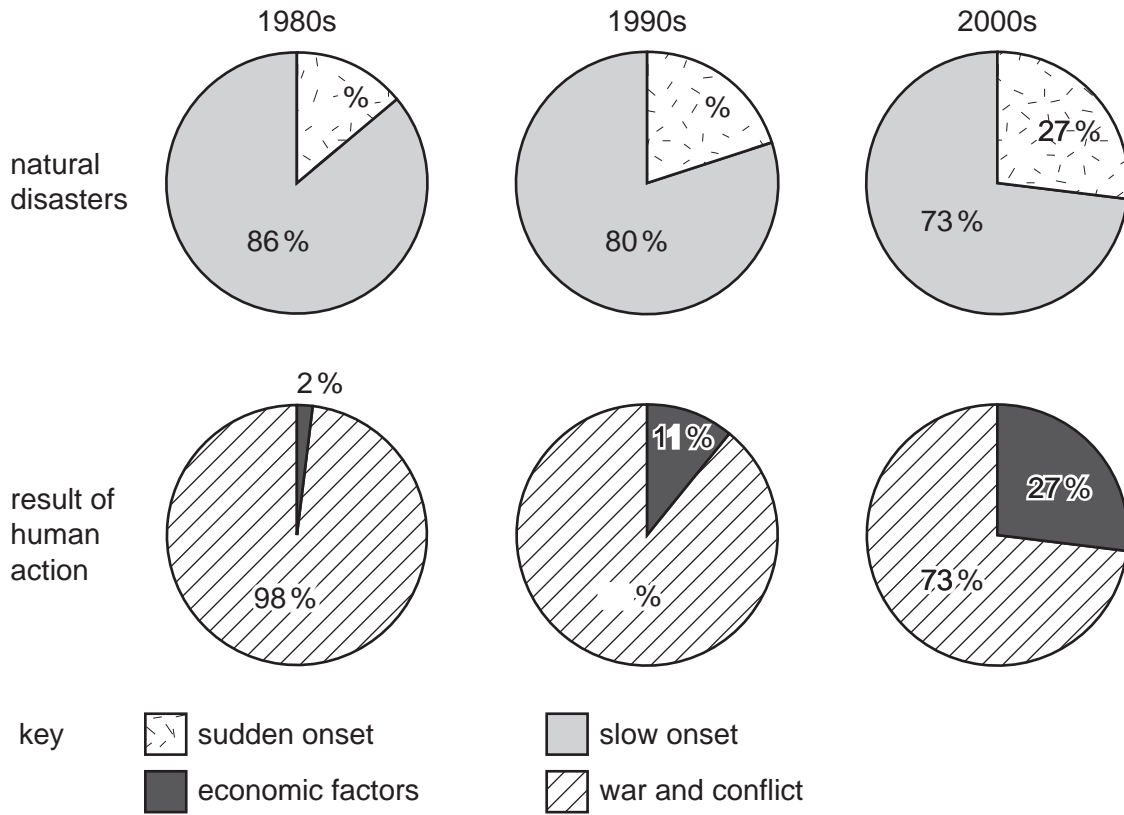 1980s 1990s 2000s
natural
disasters
%
86 %
%
80 %
27 %
73 %
result of
human
action
2 %
98 %
11 %
%
27 %
73 %
key
sudden onset
slow onset
economic factors
war and conflict